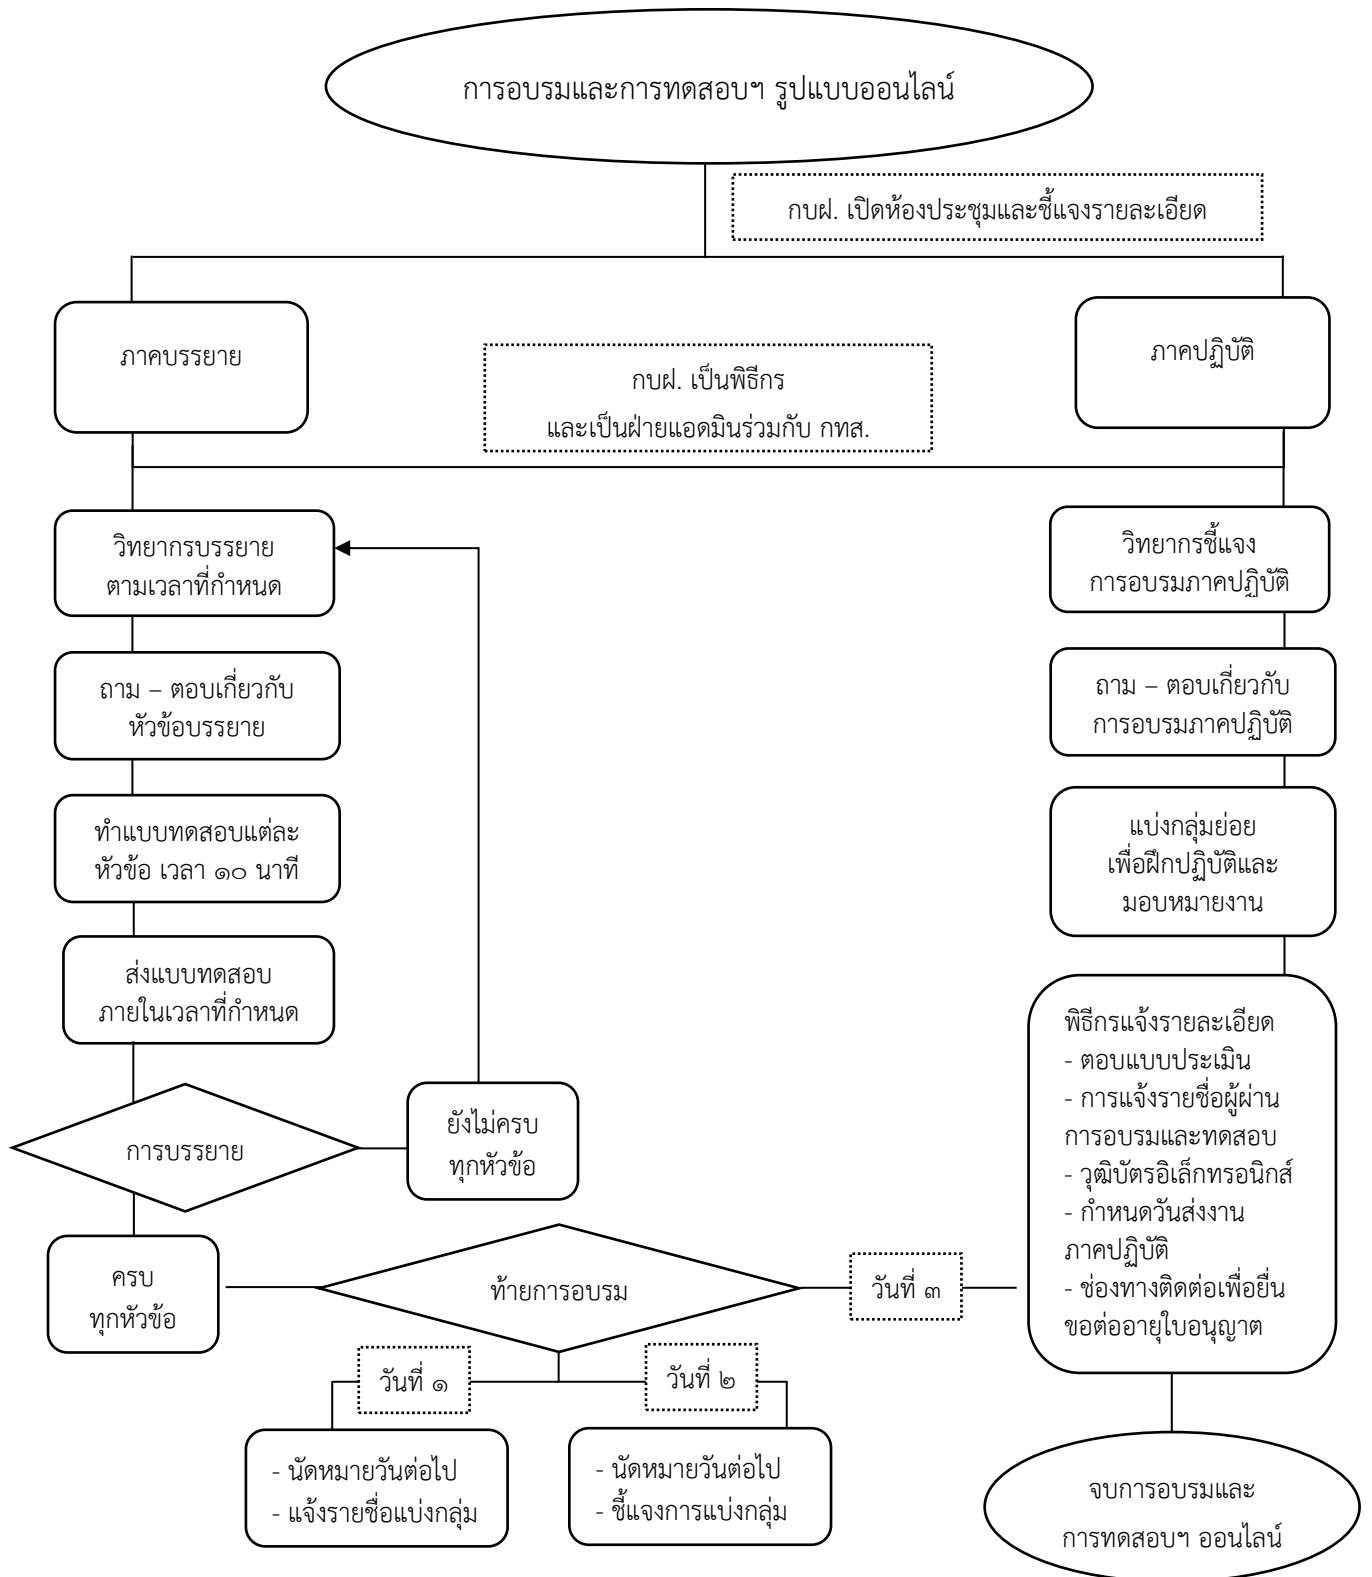 การอบรมและการทดสอบฯ รูปแบบออนไลน์
กบฝ. เปิดห้องประชุมและชี้แจงรายละเอียด
ภาคบรรยาย
ภาคปฏิบัติ
กบฝ. เป็นพิธีกร
และเป็นฝ่ายแอดมินร่วมกับ กทส.
วิทยากรบรรยาย
ตามเวลาที่กำหนด
วิทยากรชี้แจง
การอบรมภาคปฏิบัติ
ถาม – ตอบเกี่ยวกับ
หัวข้อบรรยาย
ถาม – ตอบเกี่ยวกับ
การอบรมภาคปฏิบัติ
ทำแบบทดสอบแต่ละ
หัวข้อ เวลา ๑๐ นาที
แบ่งกลุ่มย่อย
เพื่อฝึกปฏิบัติและ
มอบหมายงาน
ส่งแบบทดสอบ
ภายในเวลาที่กำหนด
พิธีกรแจ้งรายละเอียด
- ตอบแบบประเมิน
- การแจ้งรายชื่อผู้ผ่าน
การอบรมและทดสอบ
- วุฒิบัตรอิเล็กทรอนิกส์
- กำหนดวันส่งงาน
ภาคปฏิบัติ
- ช่องทางติดต่อเพื่อยื่น
ขอต่ออายุใบอนุญาต
การบรรยาย
ยังไม่ครบ
ทุกหัวข้อ
ครบ
ทุกหัวข้อ
ท้ายการอบรม
วันที่ ๓
วันที่ ๑
วันที่ ๒
- นัดหมายวันต่อไป
- แจ้งรายชื่อแบ่งกลุ่ม
- นัดหมายวันต่อไป
- ชี้แจงการแบ่งกลุ่ม
จบการอบรมและ
การทดสอบฯ ออนไลน์